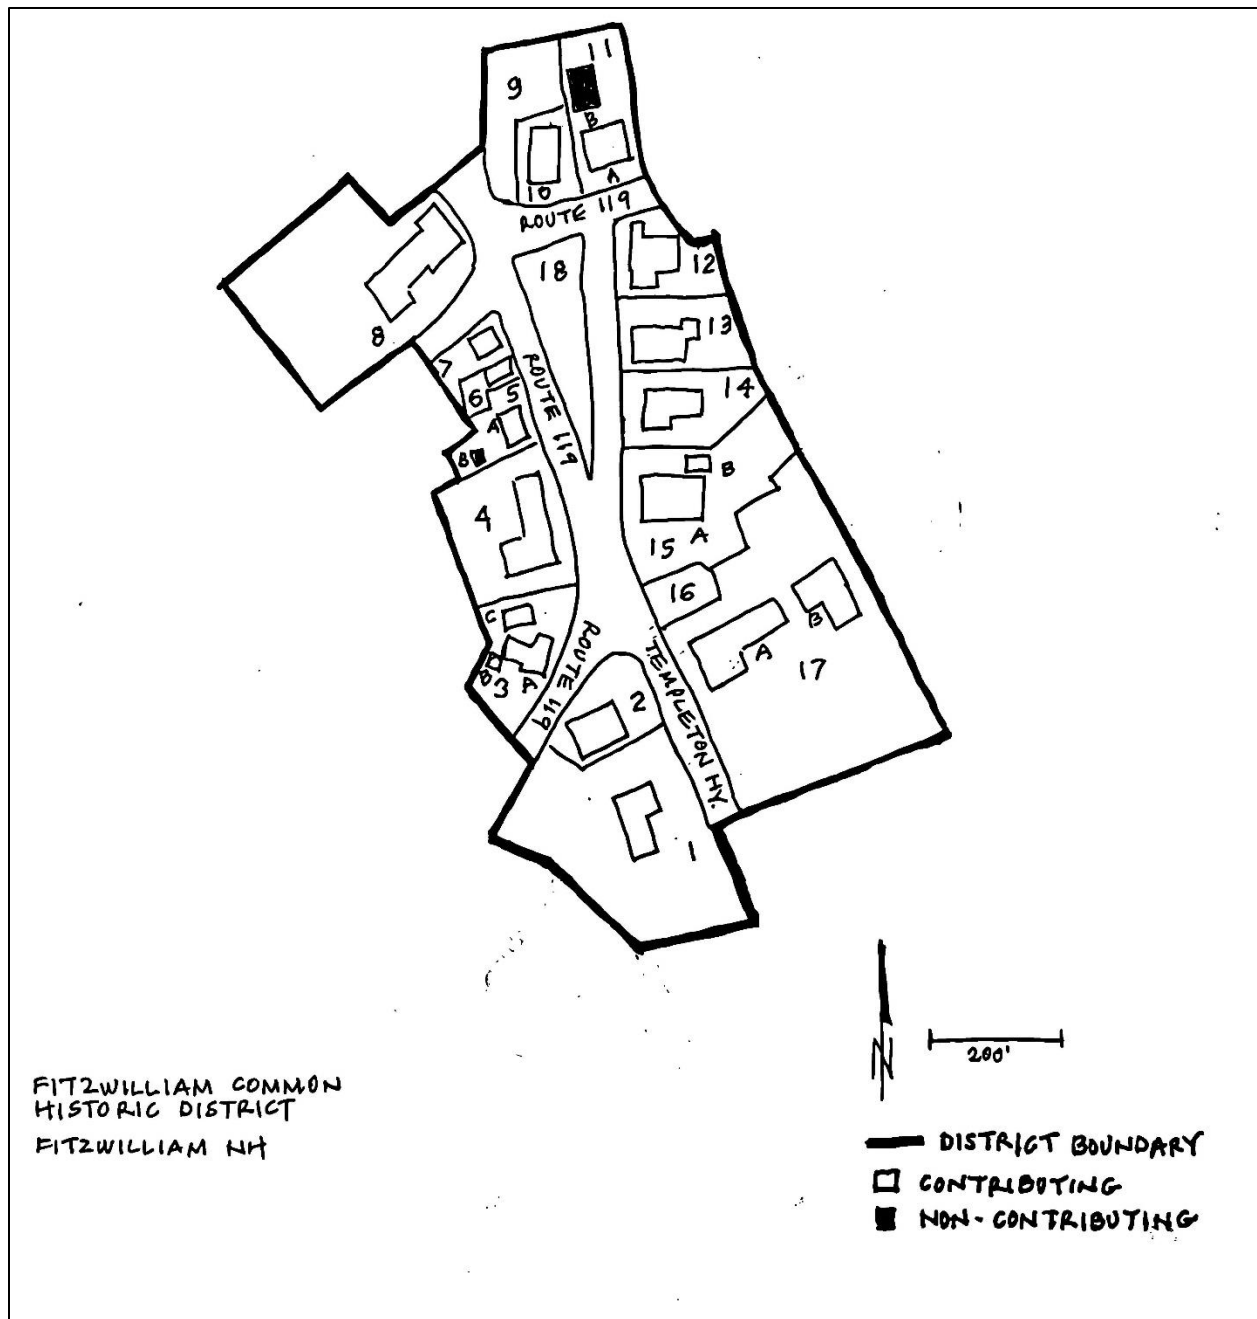 11
9
B
A
10
ROUTE 119
12
18
8
13
7
ROUTE 119
14
6
5
A
B
B
4
15
A
16
C
ROUTE 119
TEMPLETON HY.
B
A
17
B
3
A
2
1
N
200'
FITZWILLIAM COMMON
HISTORIC DISTRICT
FITZWILLIAM NH
DISTRICT BOUNDARY
CONTRIBUTING
NON-CONTRIBUTING